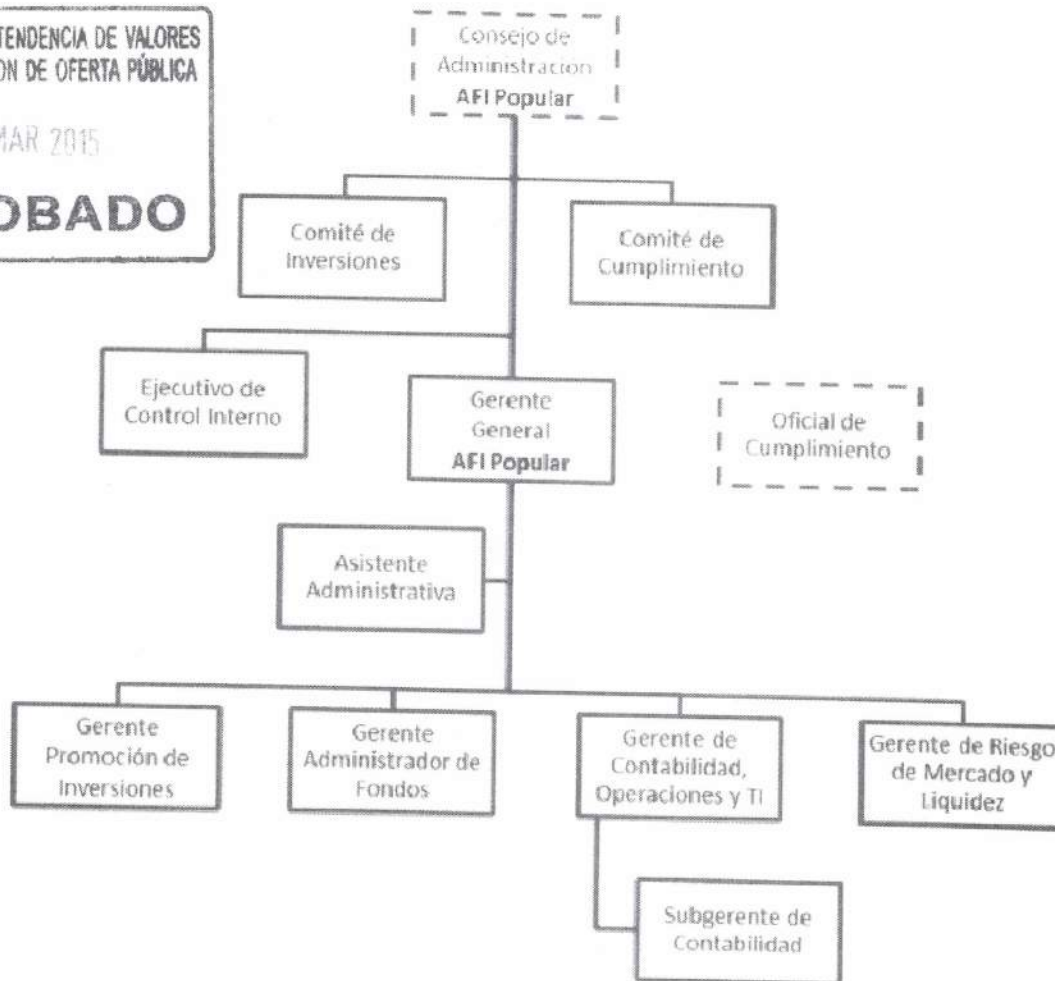 TENDENCIA DE VALORES
ON DE OFERTA PÚBLICA
MAR 2015
OBADO
Consejo de
Administración
AFI Popular
Comité de
Inversiones
Comité de
Cumplimiento
Ejecutivo de
Control Interno
Gerente
General
AFI Popular
Oficial de
Cumplimiento
Asistente
Administrativa
Gerente
Promoción de
Inversiones
Gerente
Administrador de
Fondos
Gerente de
Contabilidad,
Operaciones y TI
Gerente de Riesgo
de Mercado y
Liquidez
Subgerente de
Contabilidad